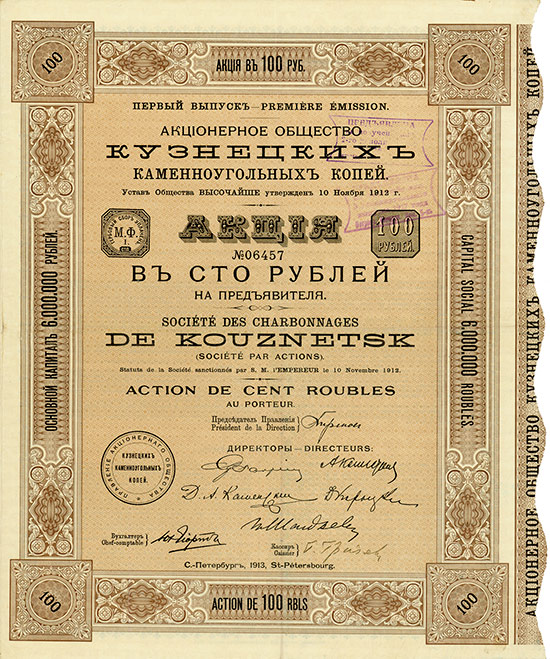 100
АКЦІЯ ВЪ 100 РУБ.
100
ПЕРВЫЙ ВЫПУСКЪ — PREMIÈRE ÉMISSION.
АКЦІОНЕРНОЕ ОБЩЕСТВО
КУЗНЕЦКИХЪ
КАМЕННОУГОЛЬНЫХЪ КОПЕЙ.
Уставъ Общества ВЫСОЧАЙШЕ утвержденъ 10 Ноября 1912 г.
ПРЕДЪЯВЛЕНА
М.Ф.
АКЦІЯ
100
РУБЛЕЙ.
№06457
ВЪ СТО РУБЛЕЙ
НА ПРЕДЪЯВИТЕЛЯ.
SOCIÉTÉ DES CHARBONNAGES
DE KOUZNETSK
(SOCIÉTÉ PAR ACTIONS).
Statuts de la Société sanctionnés par S. M. l'EMPEREUR le 10 Novembre 1912.
ACTION DE CENT ROUBLES
AU PORTEUR.
Предсѣдатель Правленія
Président de la Direction
ДИРЕКТОРЫ — DIRECTEURS:
ПРАВЛЕНІЕ АКЦІОНЕРНАГО ОБЩЕСТВА
КУЗНЕЦКИХЪ
КАМЕННОУГОЛЬНЫХЪ
КОПЕЙ.
Д. А. Каменскій
Бухгалтеръ
Chef-comptable
Кассиръ
Caissier
С.-Петербургъ, 1913, St-Pétersbourg.
100
ACTION DE 100 RBLS
100
ОСНОВНОЙ КАПИТАЛЪ 6.000.000 РУБЛЕЙ.
CAPITAL SOCIAL 6.000.000 ROUBLES
АКЦІОНЕРНОЕ ОБЩЕСТВО КУЗНЕЦКИХЪ КАМЕННОУГОЛЬНЫХЪ КОПЕЙ